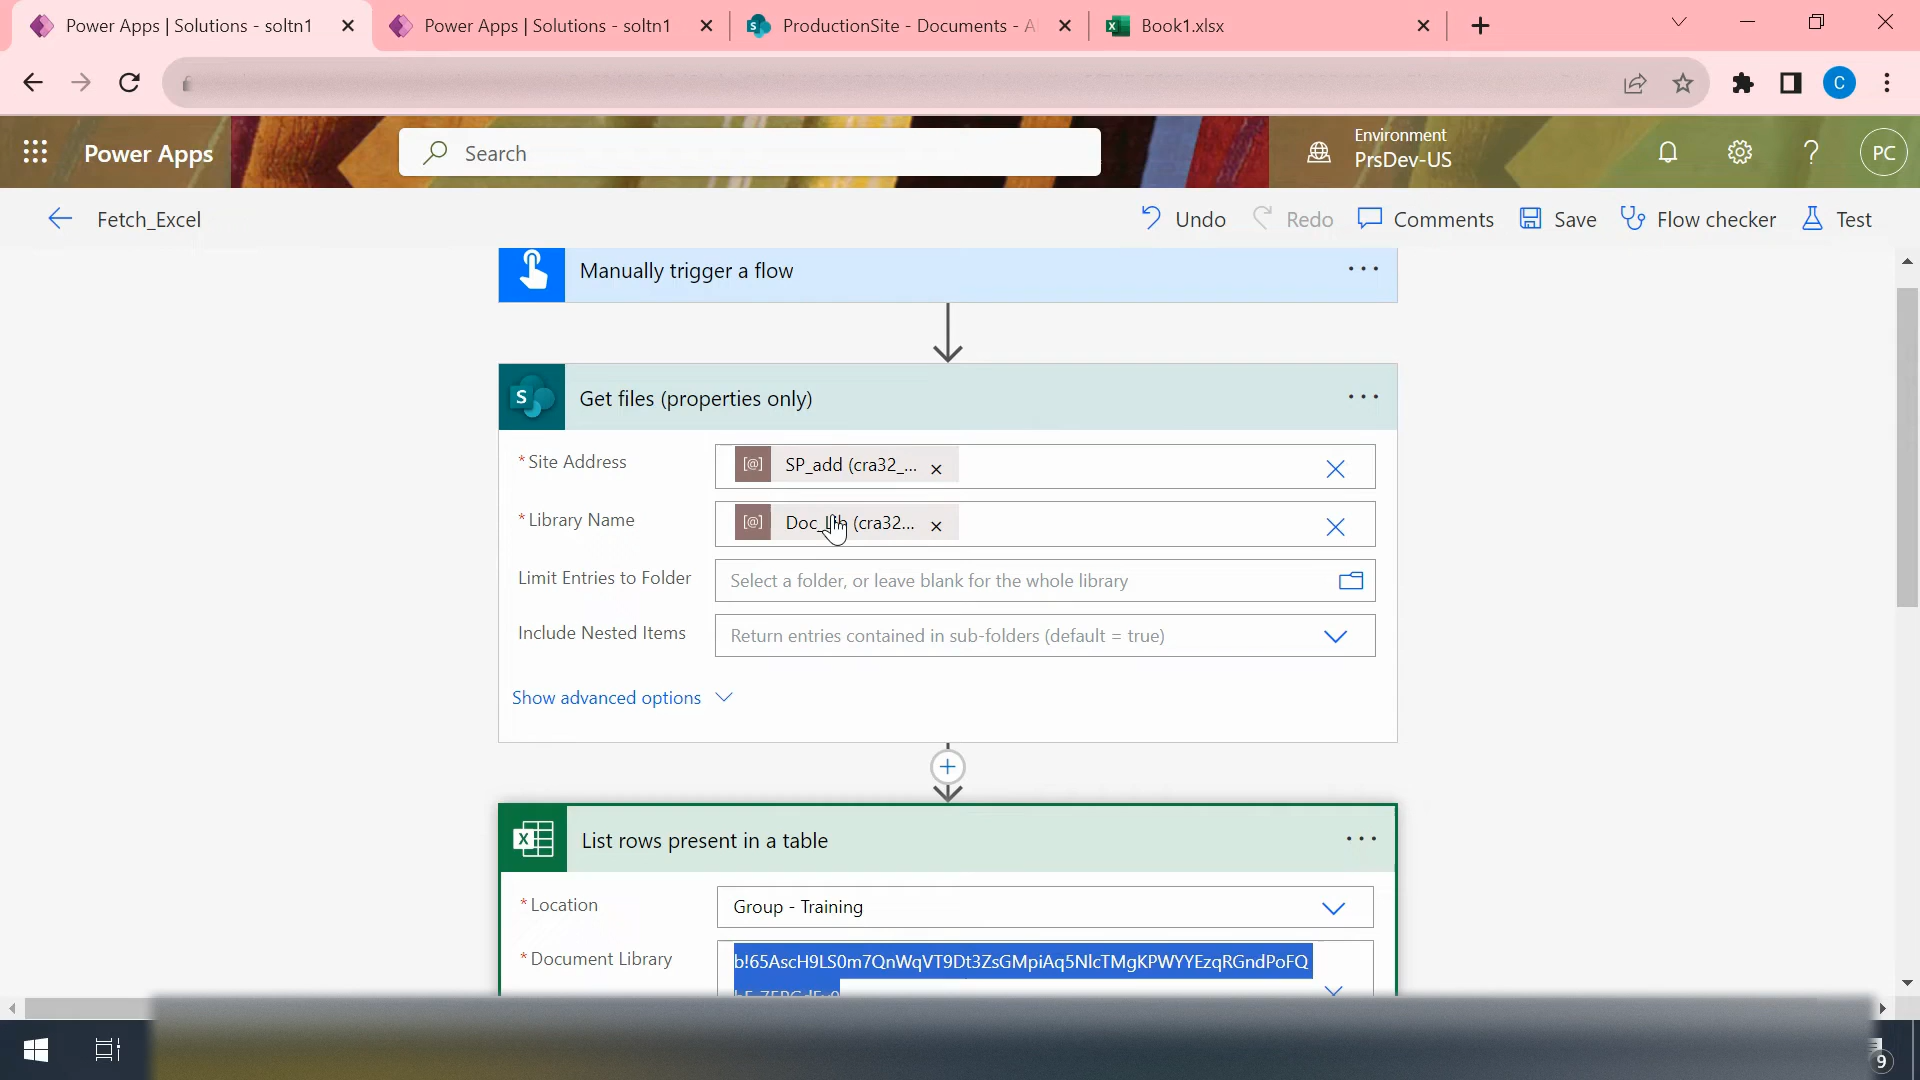 Power Apps | Solutions - soltn1
Power Apps | Solutions - soltn1
ProductionSite - Documents - A
Book1.xlsx
C
Power Apps
Search
Environment
PrsDev-US
PC
Fetch_Excel
Undo
Redo
Comments
Save
Flow checker
Test
Manually trigger a flow
S
Get files (properties only)
* Site Address
[@] SP_add (cra32_... ×
* Library Name
[@] Doc_Lib (cra32... ×
Limit Entries to Folder
Select a folder, or leave blank for the whole library
Include Nested Items
Return entries contained in sub-folders (default = true)
Show advanced options
X
List rows present in a table
* Location
Group - Training
* Document Library
b!65AscH9LS0m7QnWqVT9Dt3ZsGMpiAq5NlcTMgKPWYYEzqRGndPoFQ
9